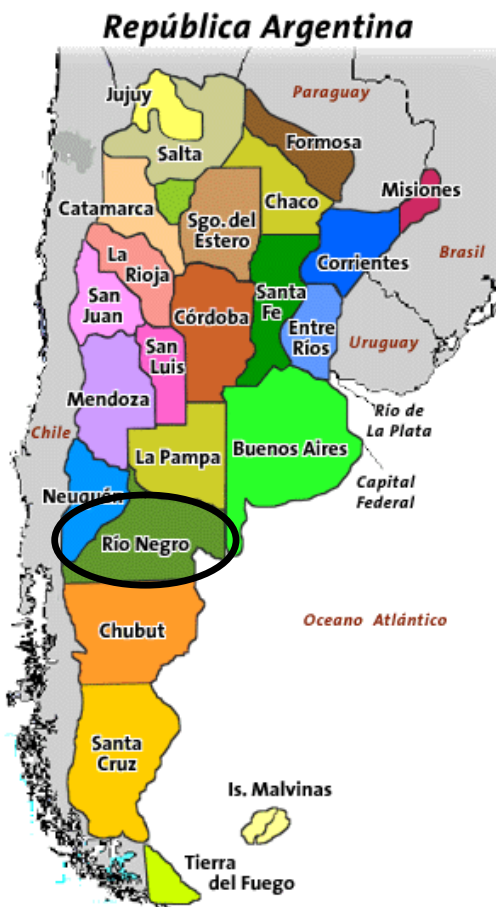 República Argentina
Jujúy
Paraguay
Salta
Formosa
Misiones
Catamarca
Chaco
Sgo. del
Estero
Brasil
La
Rioja
Corrientes
San
Juan
Santa
Fe
Córdoba
Entre
Ríos
San
Luis
Uruguay
Mendoza
Río de
La Plata
Chile
La Pampa
Buenos Aires
Capital
Federal
Neuquén
Río Negro
Oceano Atlántico
Chubut
Santa
Cruz
Is. Malvinas
Tierra
del Fuego